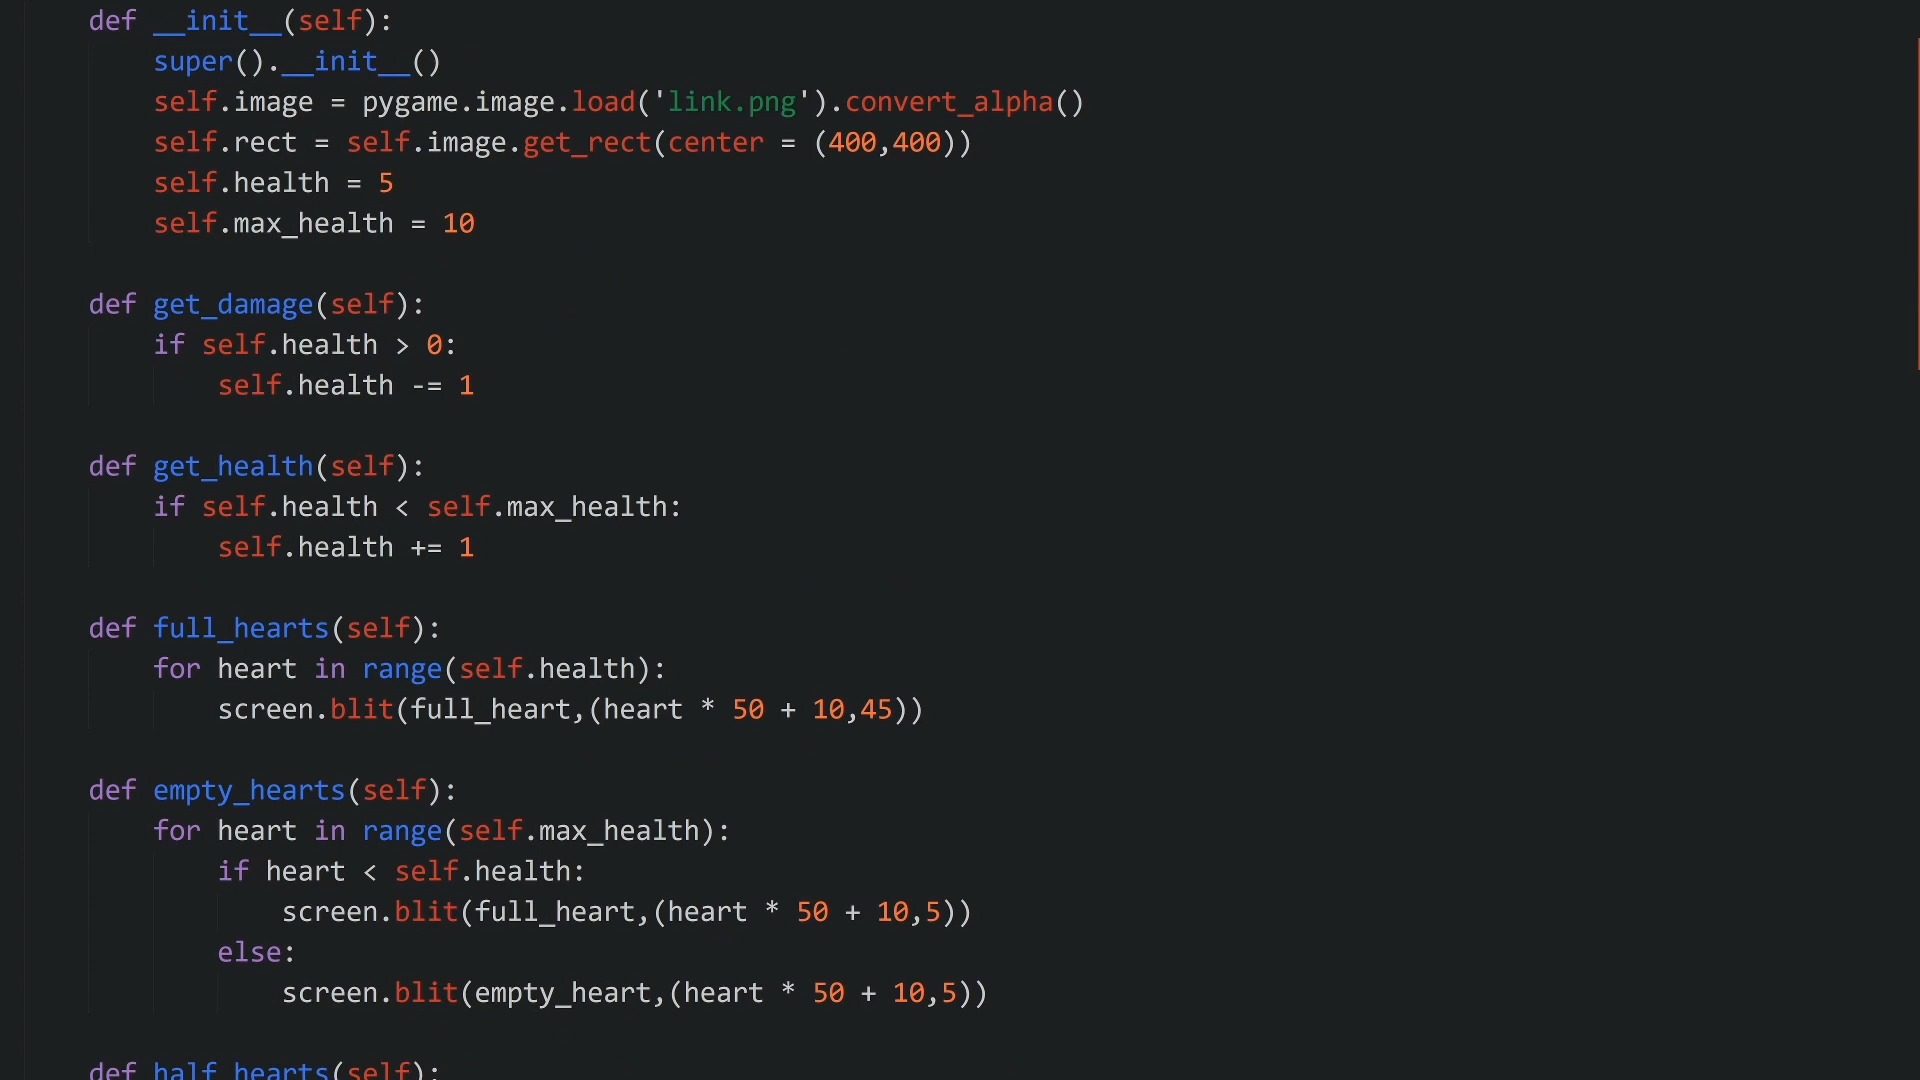 def __init__(self):
super().__init__()
self.image = pygame.image.load('link.png').convert_alpha()
self.rect = self.image.get_rect(center = (400,400))
self.health = 5
self.max_health = 10
def get_damage(self):
if self.health > 0:
self.health -= 1
def get_health(self):
if self.health < self.max_health:
self.health += 1
def full_hearts(self):
for heart in range(self.health):
screen.blit(full_heart,(heart * 50 + 10,45))
def empty_hearts(self):
for heart in range(self.max_health):
if heart < self.health:
screen.blit(full_heart,(heart * 50 + 10,5))
else:
screen.blit(empty_heart,(heart * 50 + 10,5))
def half_hearts(self):